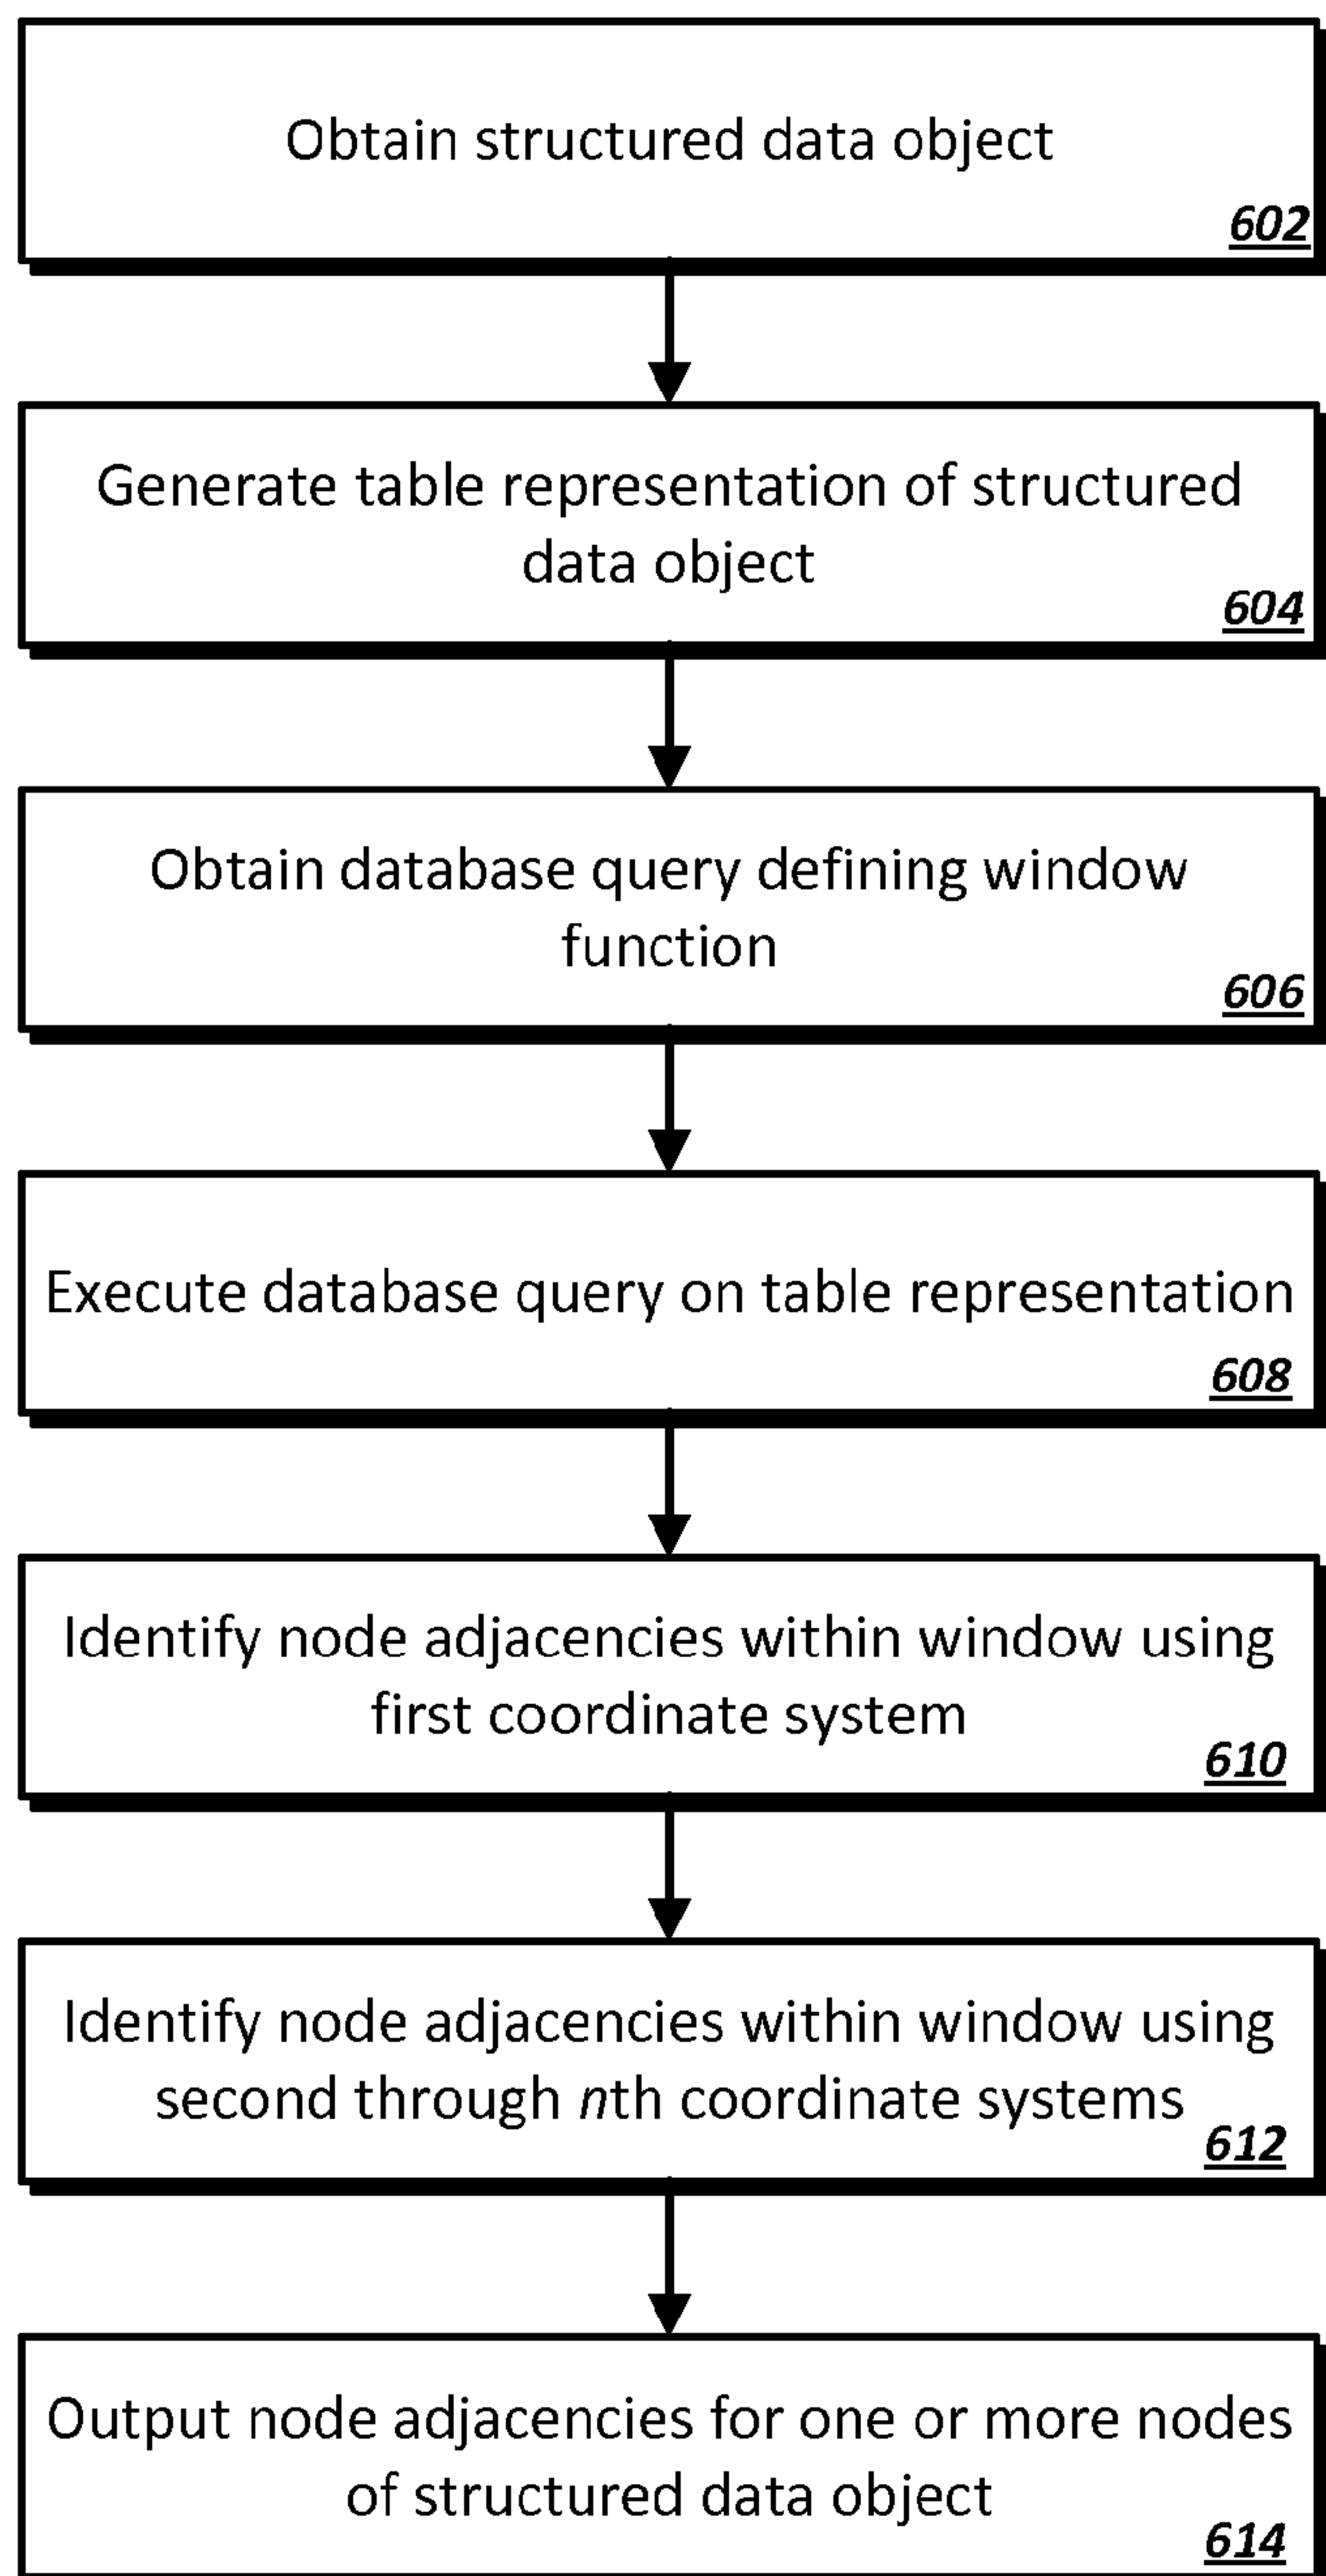 Obtain structured data object
602
Generate table representation of structured
data object
604
Obtain database query defining window
function
606
Execute database query on table representation
608
Identify node adjacencies within window using
first coordinate system
610
Identify node adjacencies within window using
second through nth coordinate systems
612
Output node adjacencies for one or more nodes
of structured data object
614